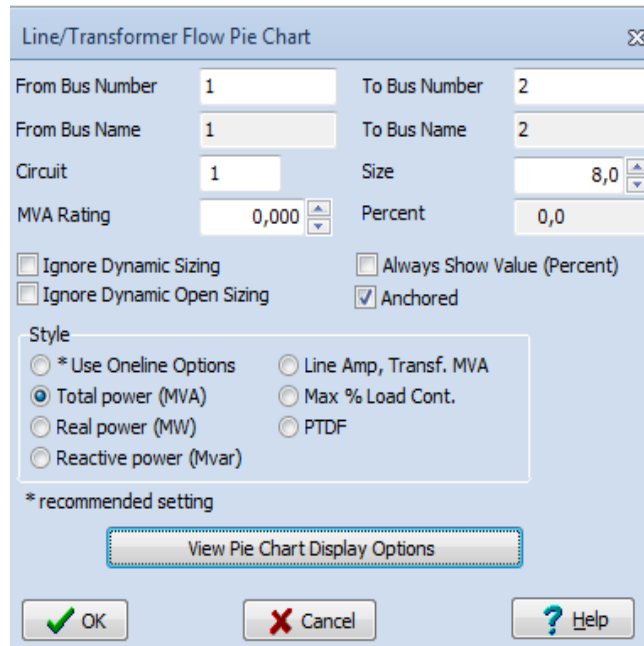 Line/Transformer Flow Pie Chart
From Bus Number 1 To Bus Number 2
From Bus Name 1 To Bus Name 2
Circuit 1 Size 8,0
MVA Rating 0,000 Percent 0,0
Ignore Dynamic Sizing Always Show Value (Percent)
Ignore Dynamic Open Sizing Anchored
Style
* Use Oneline Options Line Amp, Transf. MVA
Total power (MVA) Max % Load Cont.
Real power (MW) PTDF
Reactive power (Mvar)
* recommended setting
View Pie Chart Display Options
OK Cancel Help